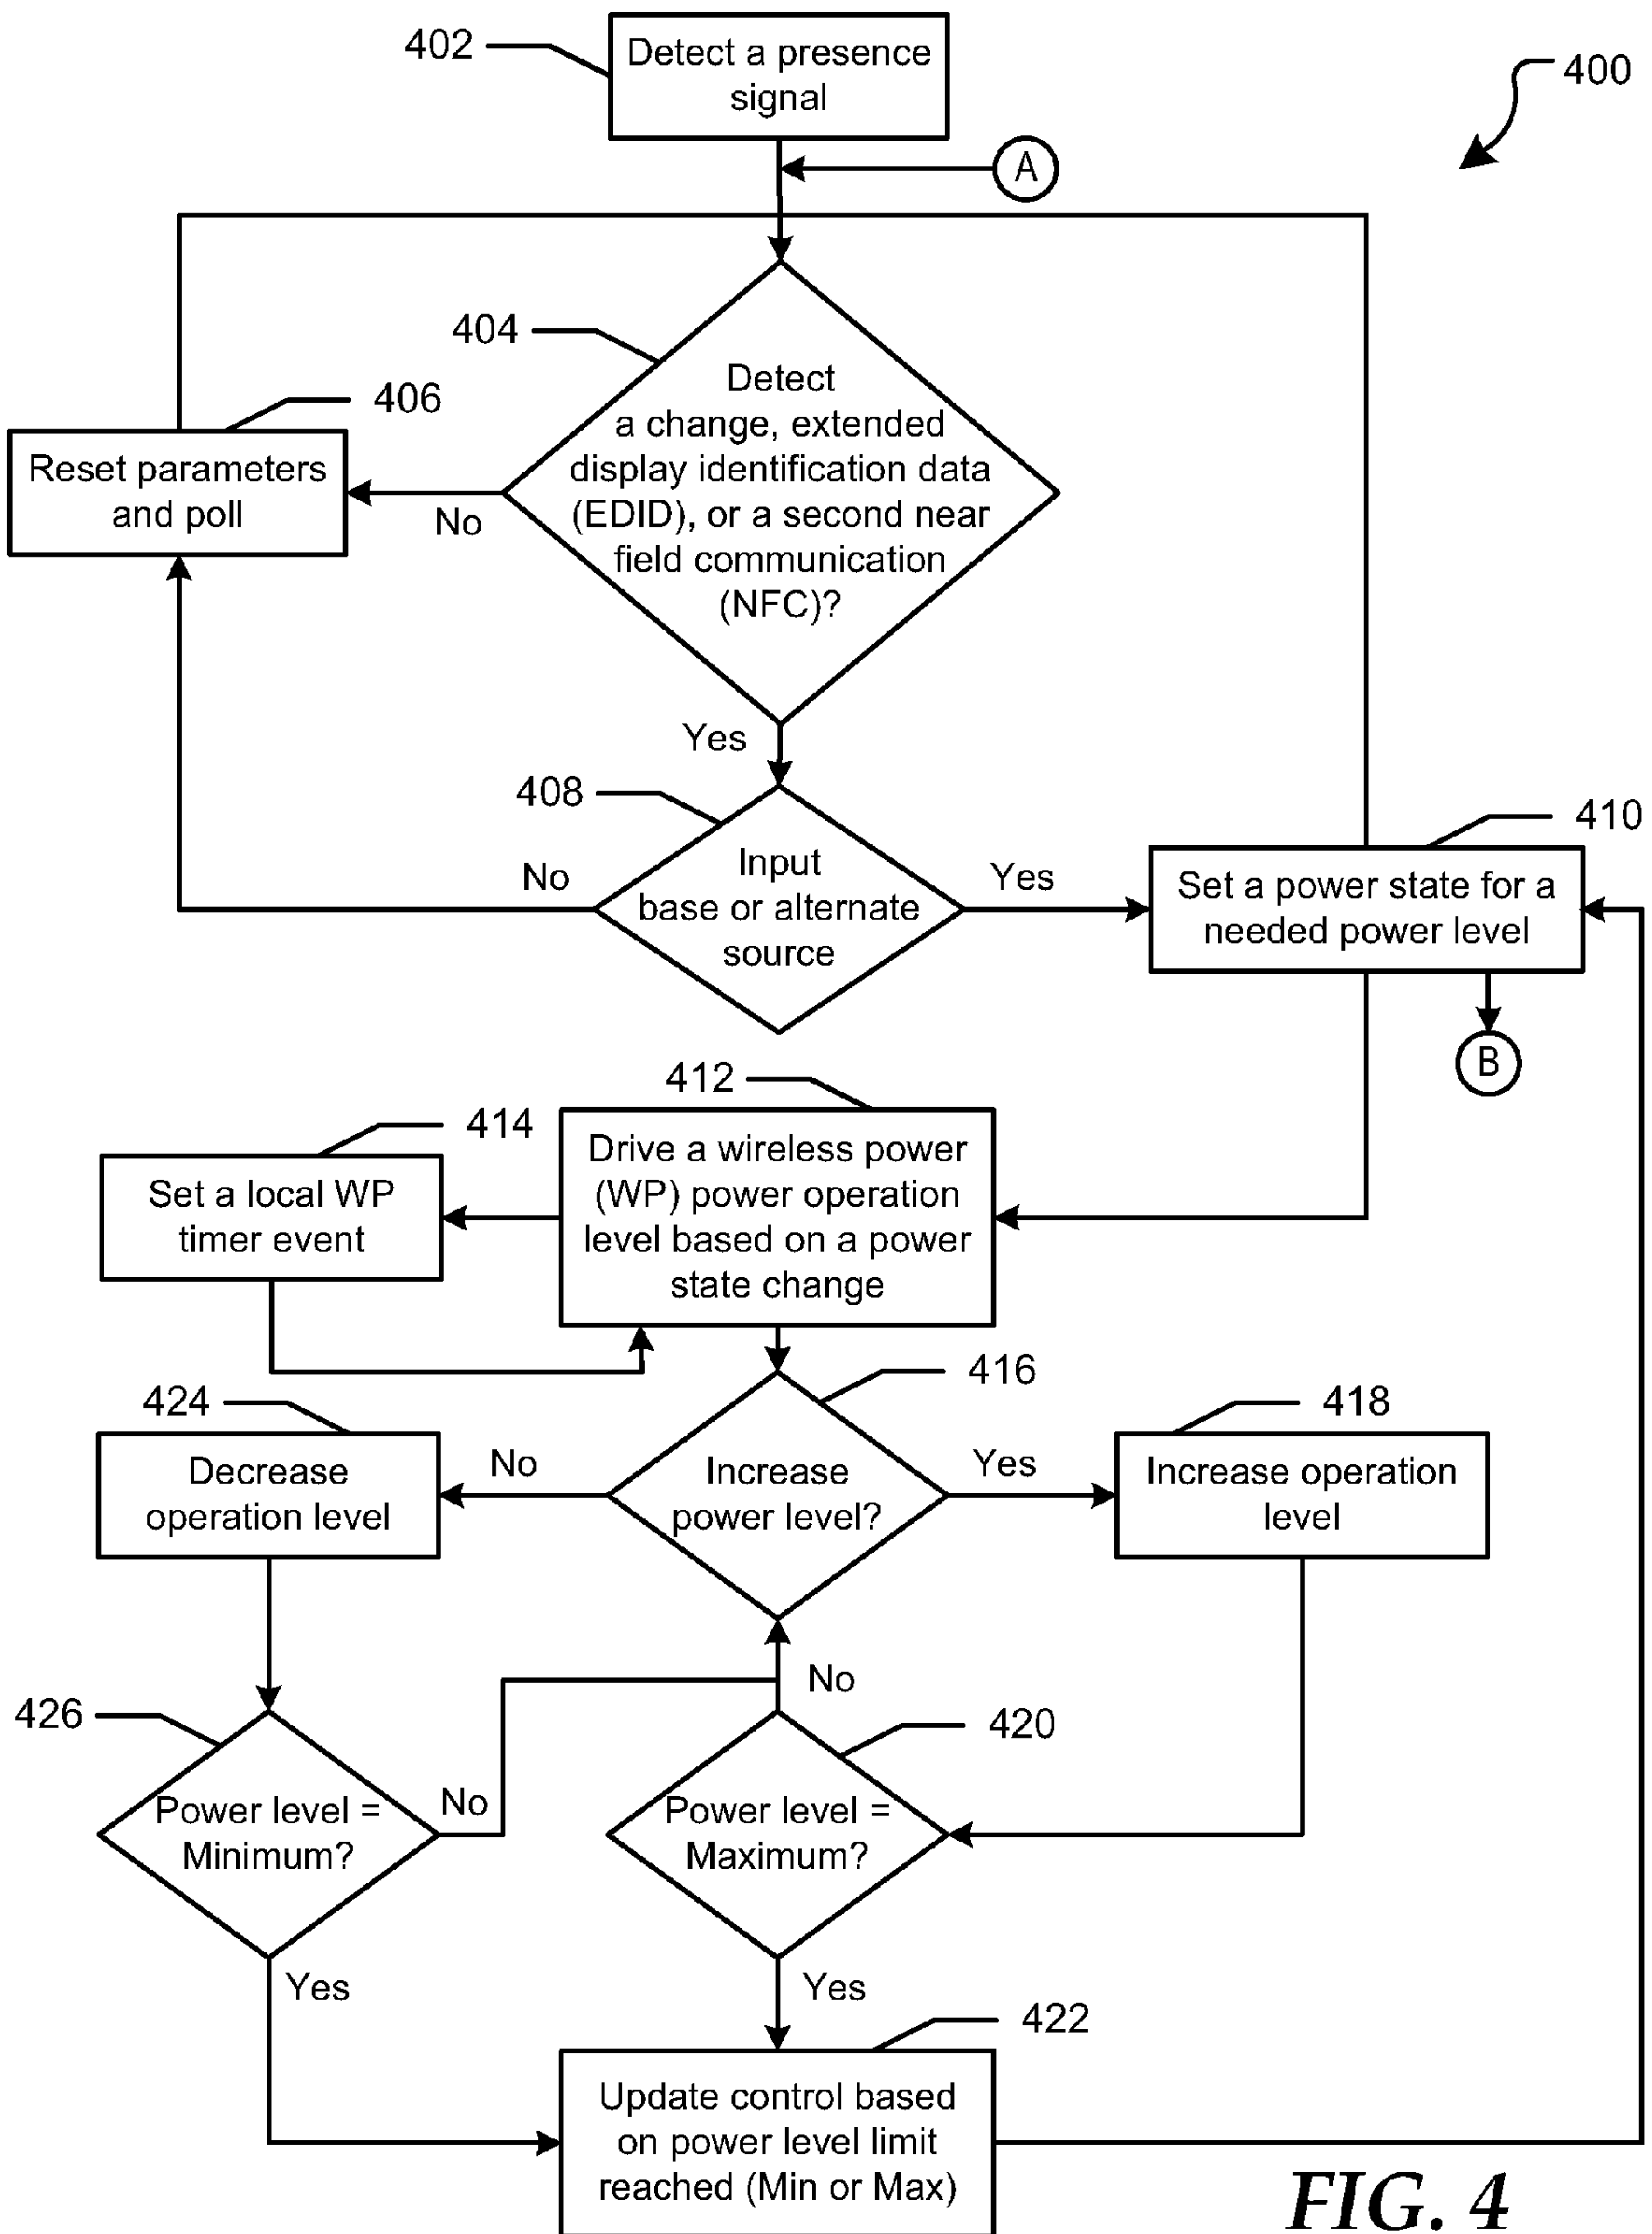 402
Detect a presence
signal
400
A
404
Detect
a change, extended
display identification data
(EDID), or a second near
field communication
(NFC)?
406
Reset parameters
and poll
No
Yes
408
Input
base or alternate
source
No
Yes
410
Set a power state for a
needed power level
B
412
Drive a wireless power
(WP) power operation
level based on a power
state change
414
Set a local WP
timer event
416
Increase
power level?
No
Yes
418
Increase operation
level
424
Decrease
operation level
No
426
Power level =
Minimum?
No
420
Power level =
Maximum?
Yes
Yes
422
Update control based
on power level limit
reached (Min or Max)
FIG. 4